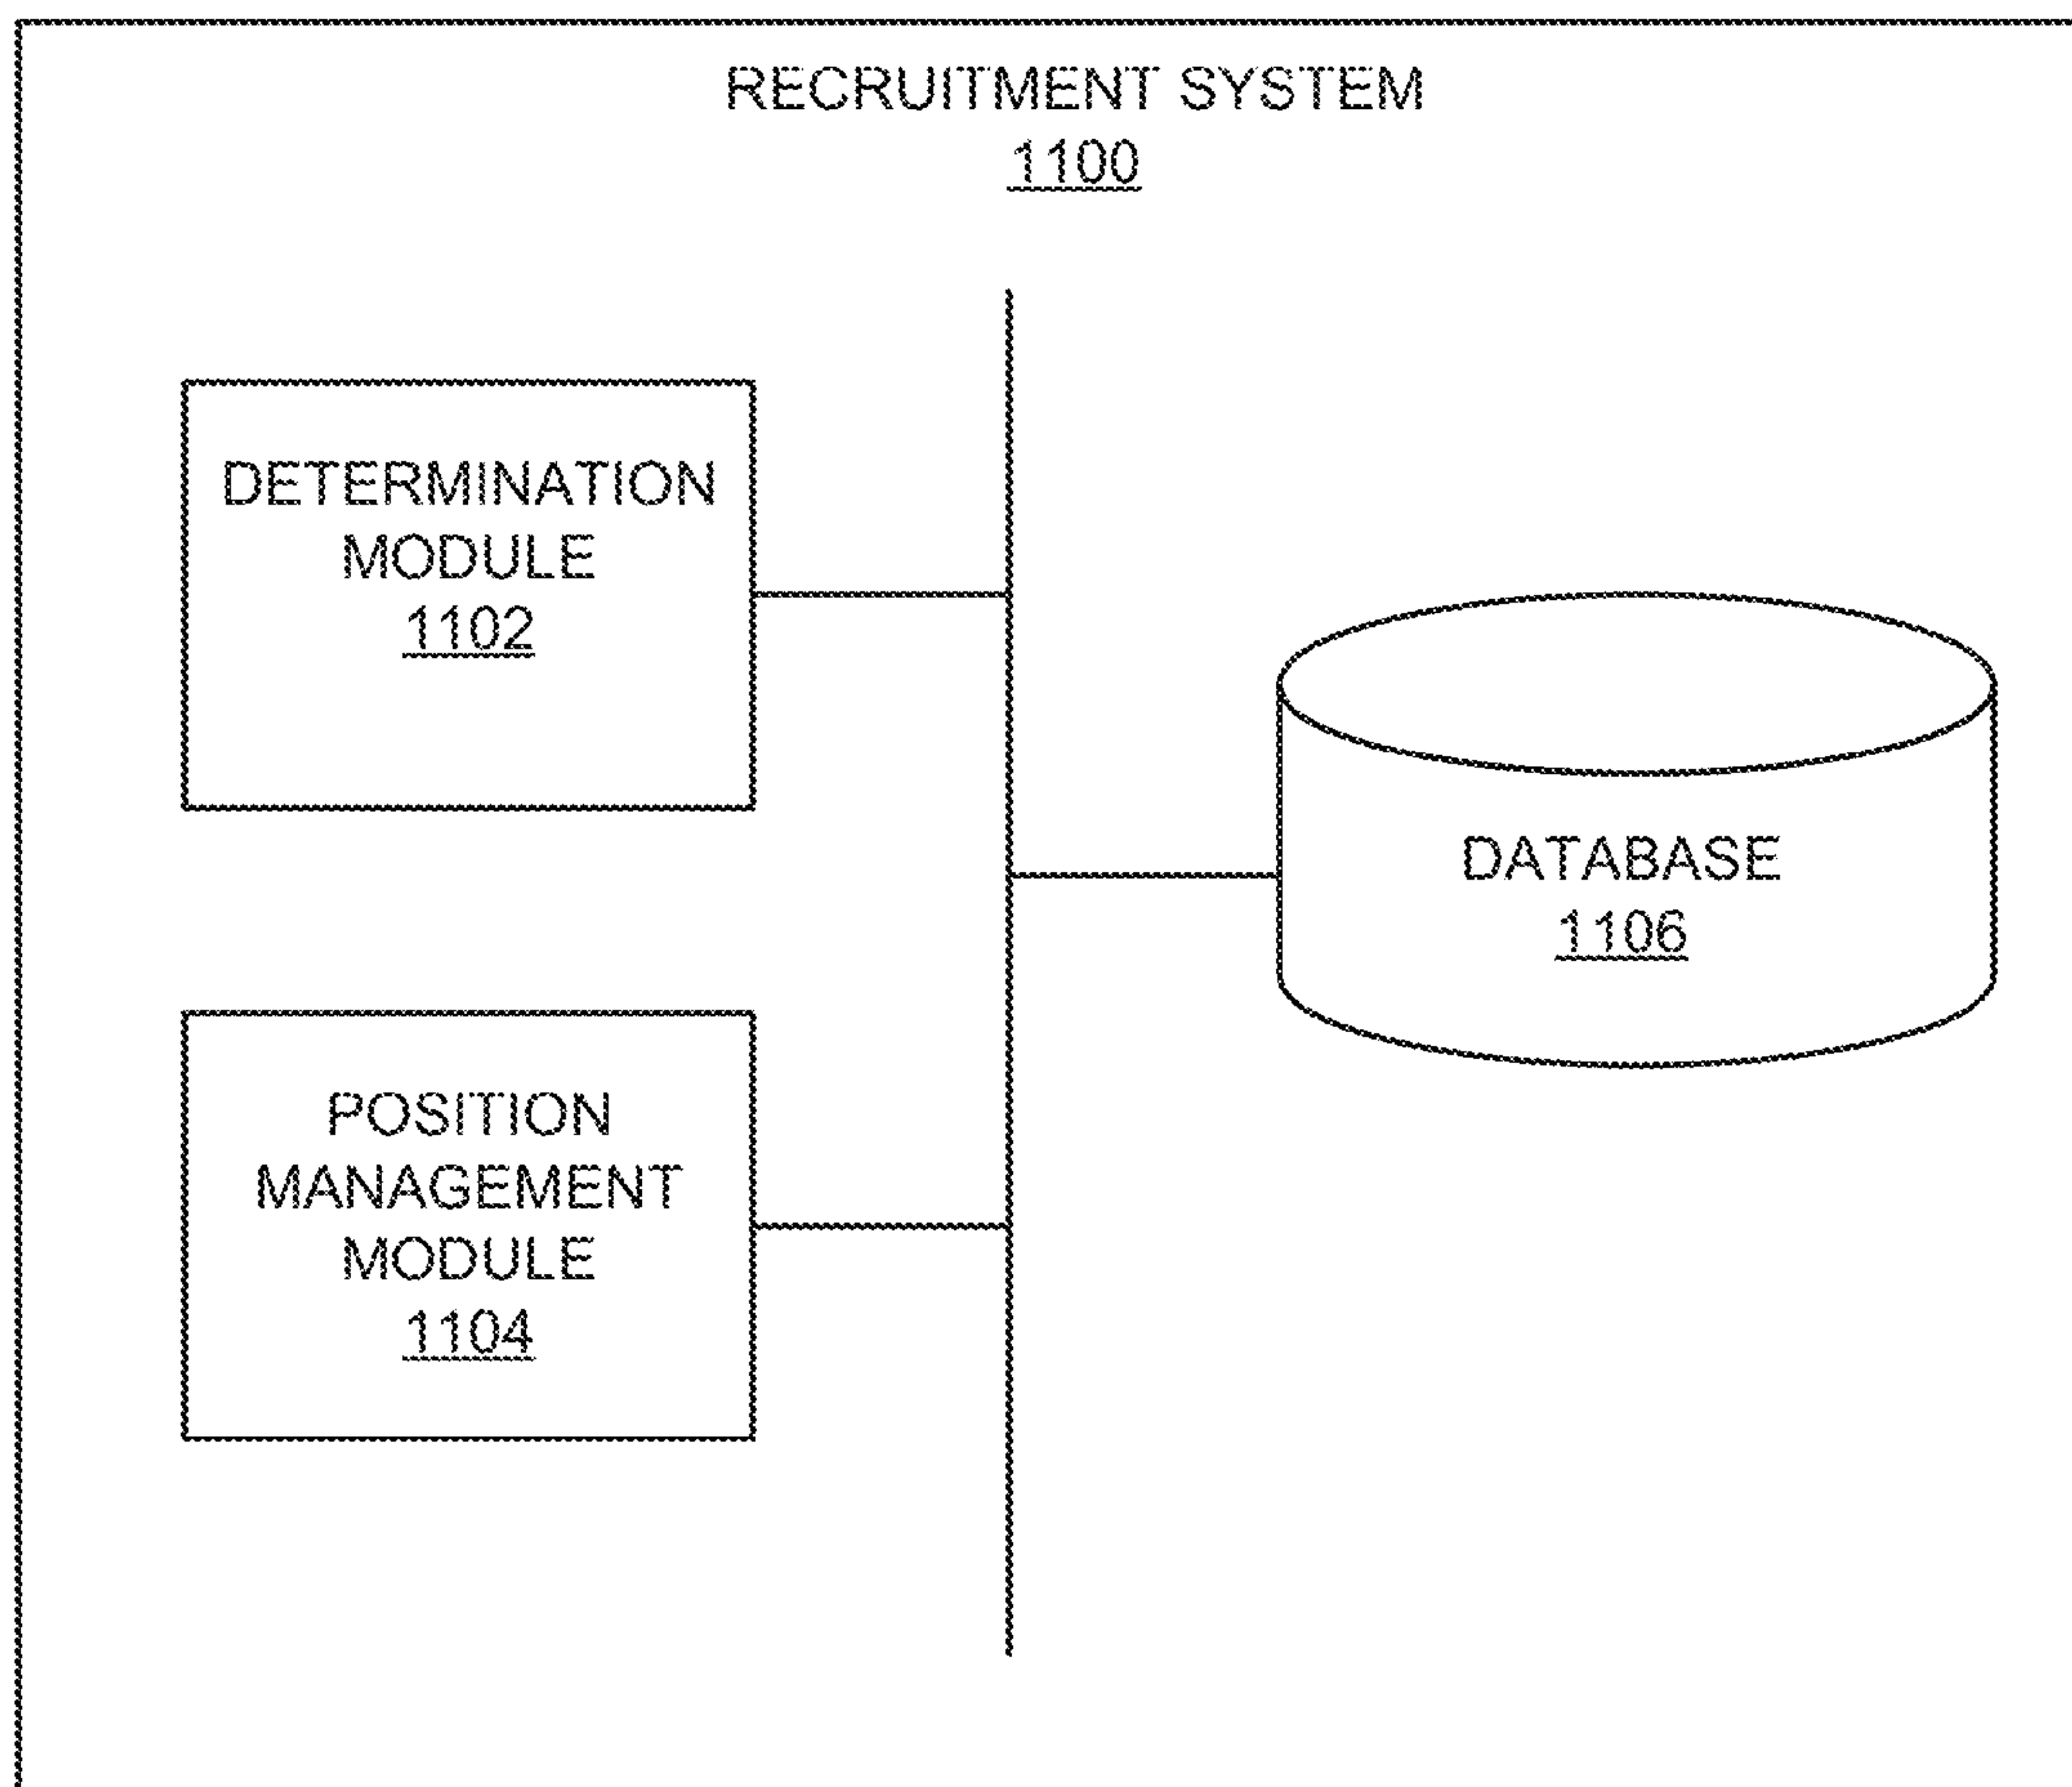 RECRUITMENT SYSTEM
1100
DETERMINATION
MODULE
1102
DATABASE
1106
POSITION
MANAGEMENT
MODULE
1104